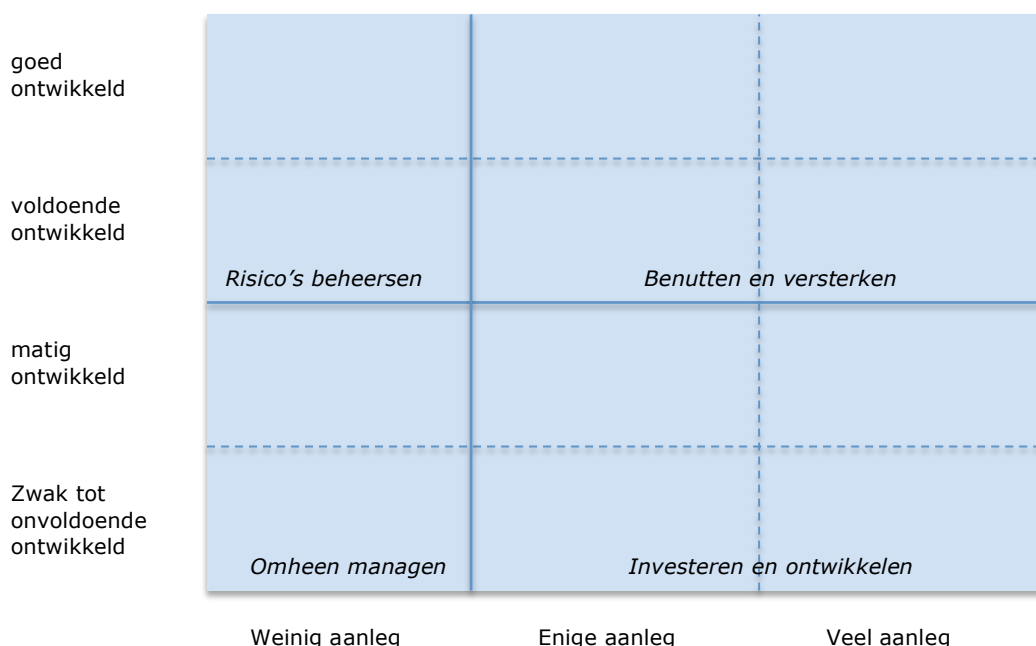 goed
ontwikkeld
voldoende
ontwikkeld
Risico's beheersen
Benutten en versterken
matig
ontwikkeld
Zwak tot
onvoldoende
ontwikkeld
Omheen managen
Investeren en ontwikkelen
Weinig aanleg
Enige aanleg
Veel aanleg